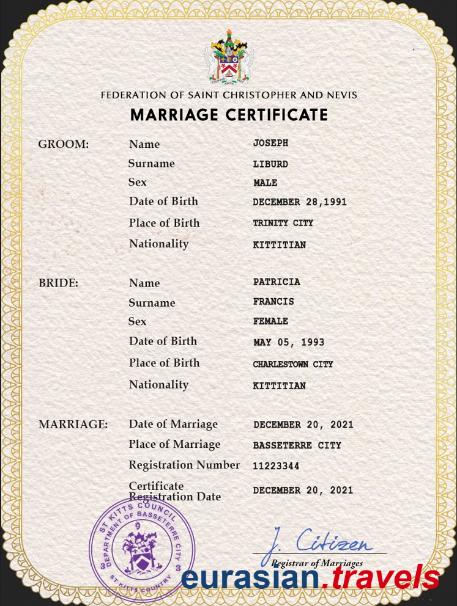 FEDERATION OF SAINT CHRISTOPHER AND NEVIS
MARRIAGE CERTIFICATE
GROOM: Name JOSEPH
Surname LIBURD
Sex MALE
Date of Birth DECEMBER 28,1991
Place of Birth TRINITY CITY
Nationality KITTITIAN
BRIDE: Name PATRICIA
Surname FRANCIS
Sex FEMALE
Date of Birth MAY 05, 1993
Place of Birth CHARLESTOWN CITY
Nationality KITTITIAN
MARRIAGE: Date of Marriage DECEMBER 20, 2021
Place of Marriage BASSETERRE CITY
Registration Number 11223344
Certificate
Registration Date DECEMBER 20, 2021
ST KITTS COUNCIL
DEPARTMENT OF BASSETERRE CITY
9
3 3
ST KITTS COUNTRY
J. Citizen
Registrar of Marriages
eurasian.travels